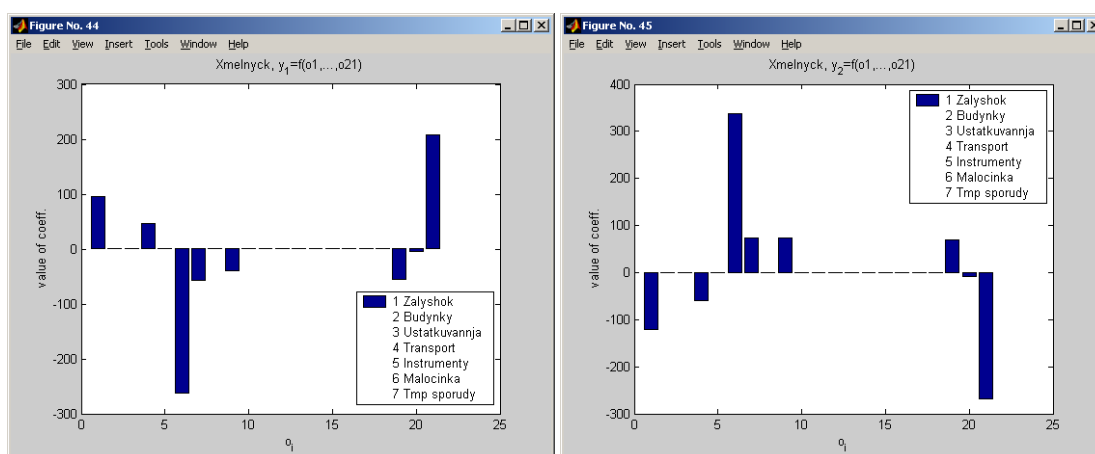 Figure No. 44
File Edit View Insert Tools Window Help
Xmelnyck, y1=f(o1,...,o21)
300
200
100
0
-100
-200
-300
value of coeff.
1 Zalyshok
2 Budynky
3 Ustatkuvannja
4 Transport
5 Instrumenty
6 Malocinka
7 Tmp sporudy
0 5 10 15 20 25
oi
Figure No. 45
File Edit View Insert Tools Window Help
Xmelnyck, y2=f(o1,...,o21)
400
300
200
100
0
-100
-200
-300
value of coeff.
1 Zalyshok
2 Budynky
3 Ustatkuvannja
4 Transport
5 Instrumenty
6 Malocinka
7 Tmp sporudy
0 5 10 15 20 25
oi